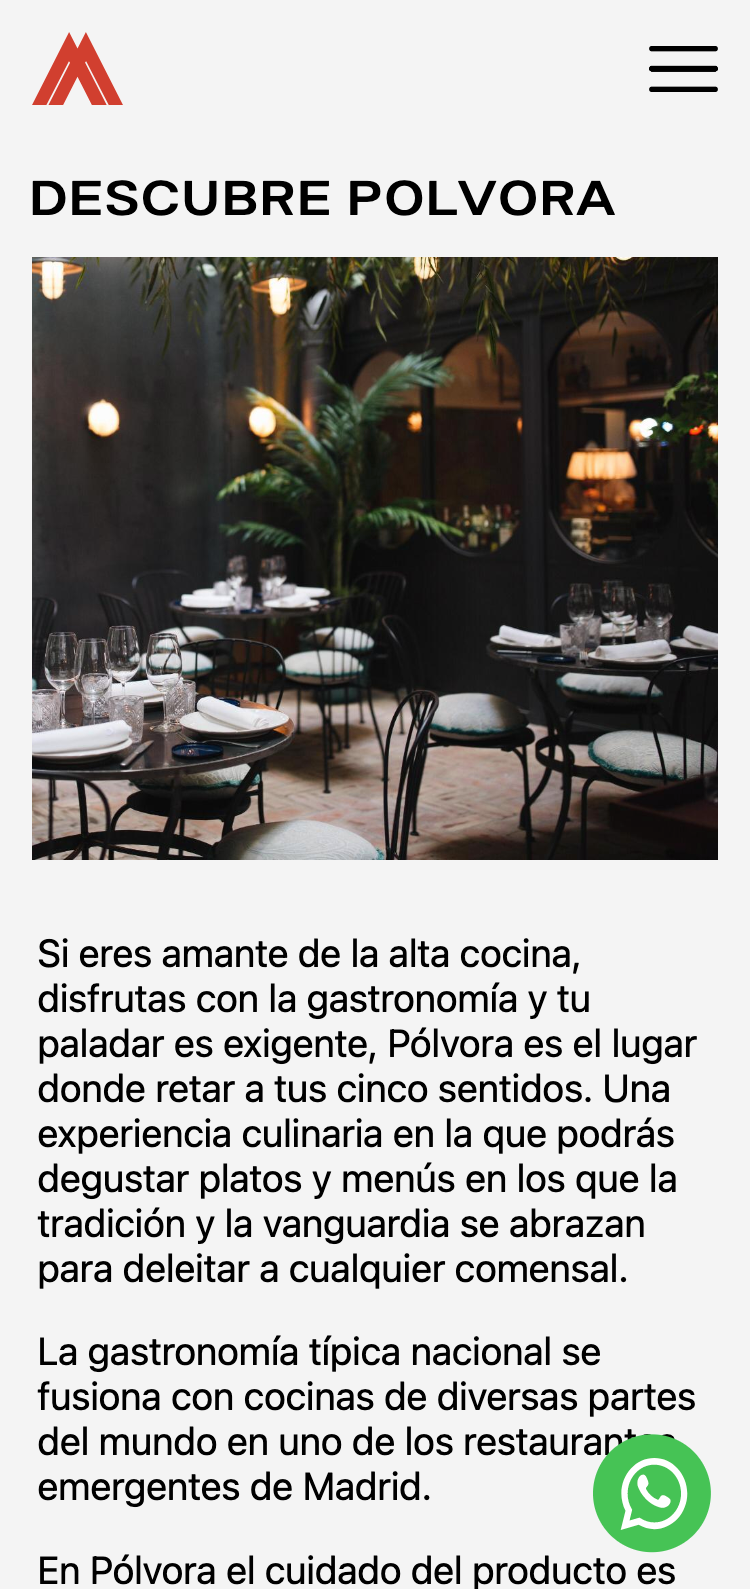 DESCUBRE POLVORA
Si eres amante de la alta cocina,
disfrutas con la gastronomía y tu
paladar es exigente, Pólvora es el lugar
donde retar a tus cinco sentidos. Una
experiencia culinaria en la que podrás
degustar platos y menús en los que la
tradición y la vanguardia se abrazan
para deleitar a cualquier comensal.
La gastronomía típica nacional se
fusiona con cocinas de diversas partes
del mundo en uno de los restaurantes
emergentes de Madrid.
En Pólvora el cuidado del producto es